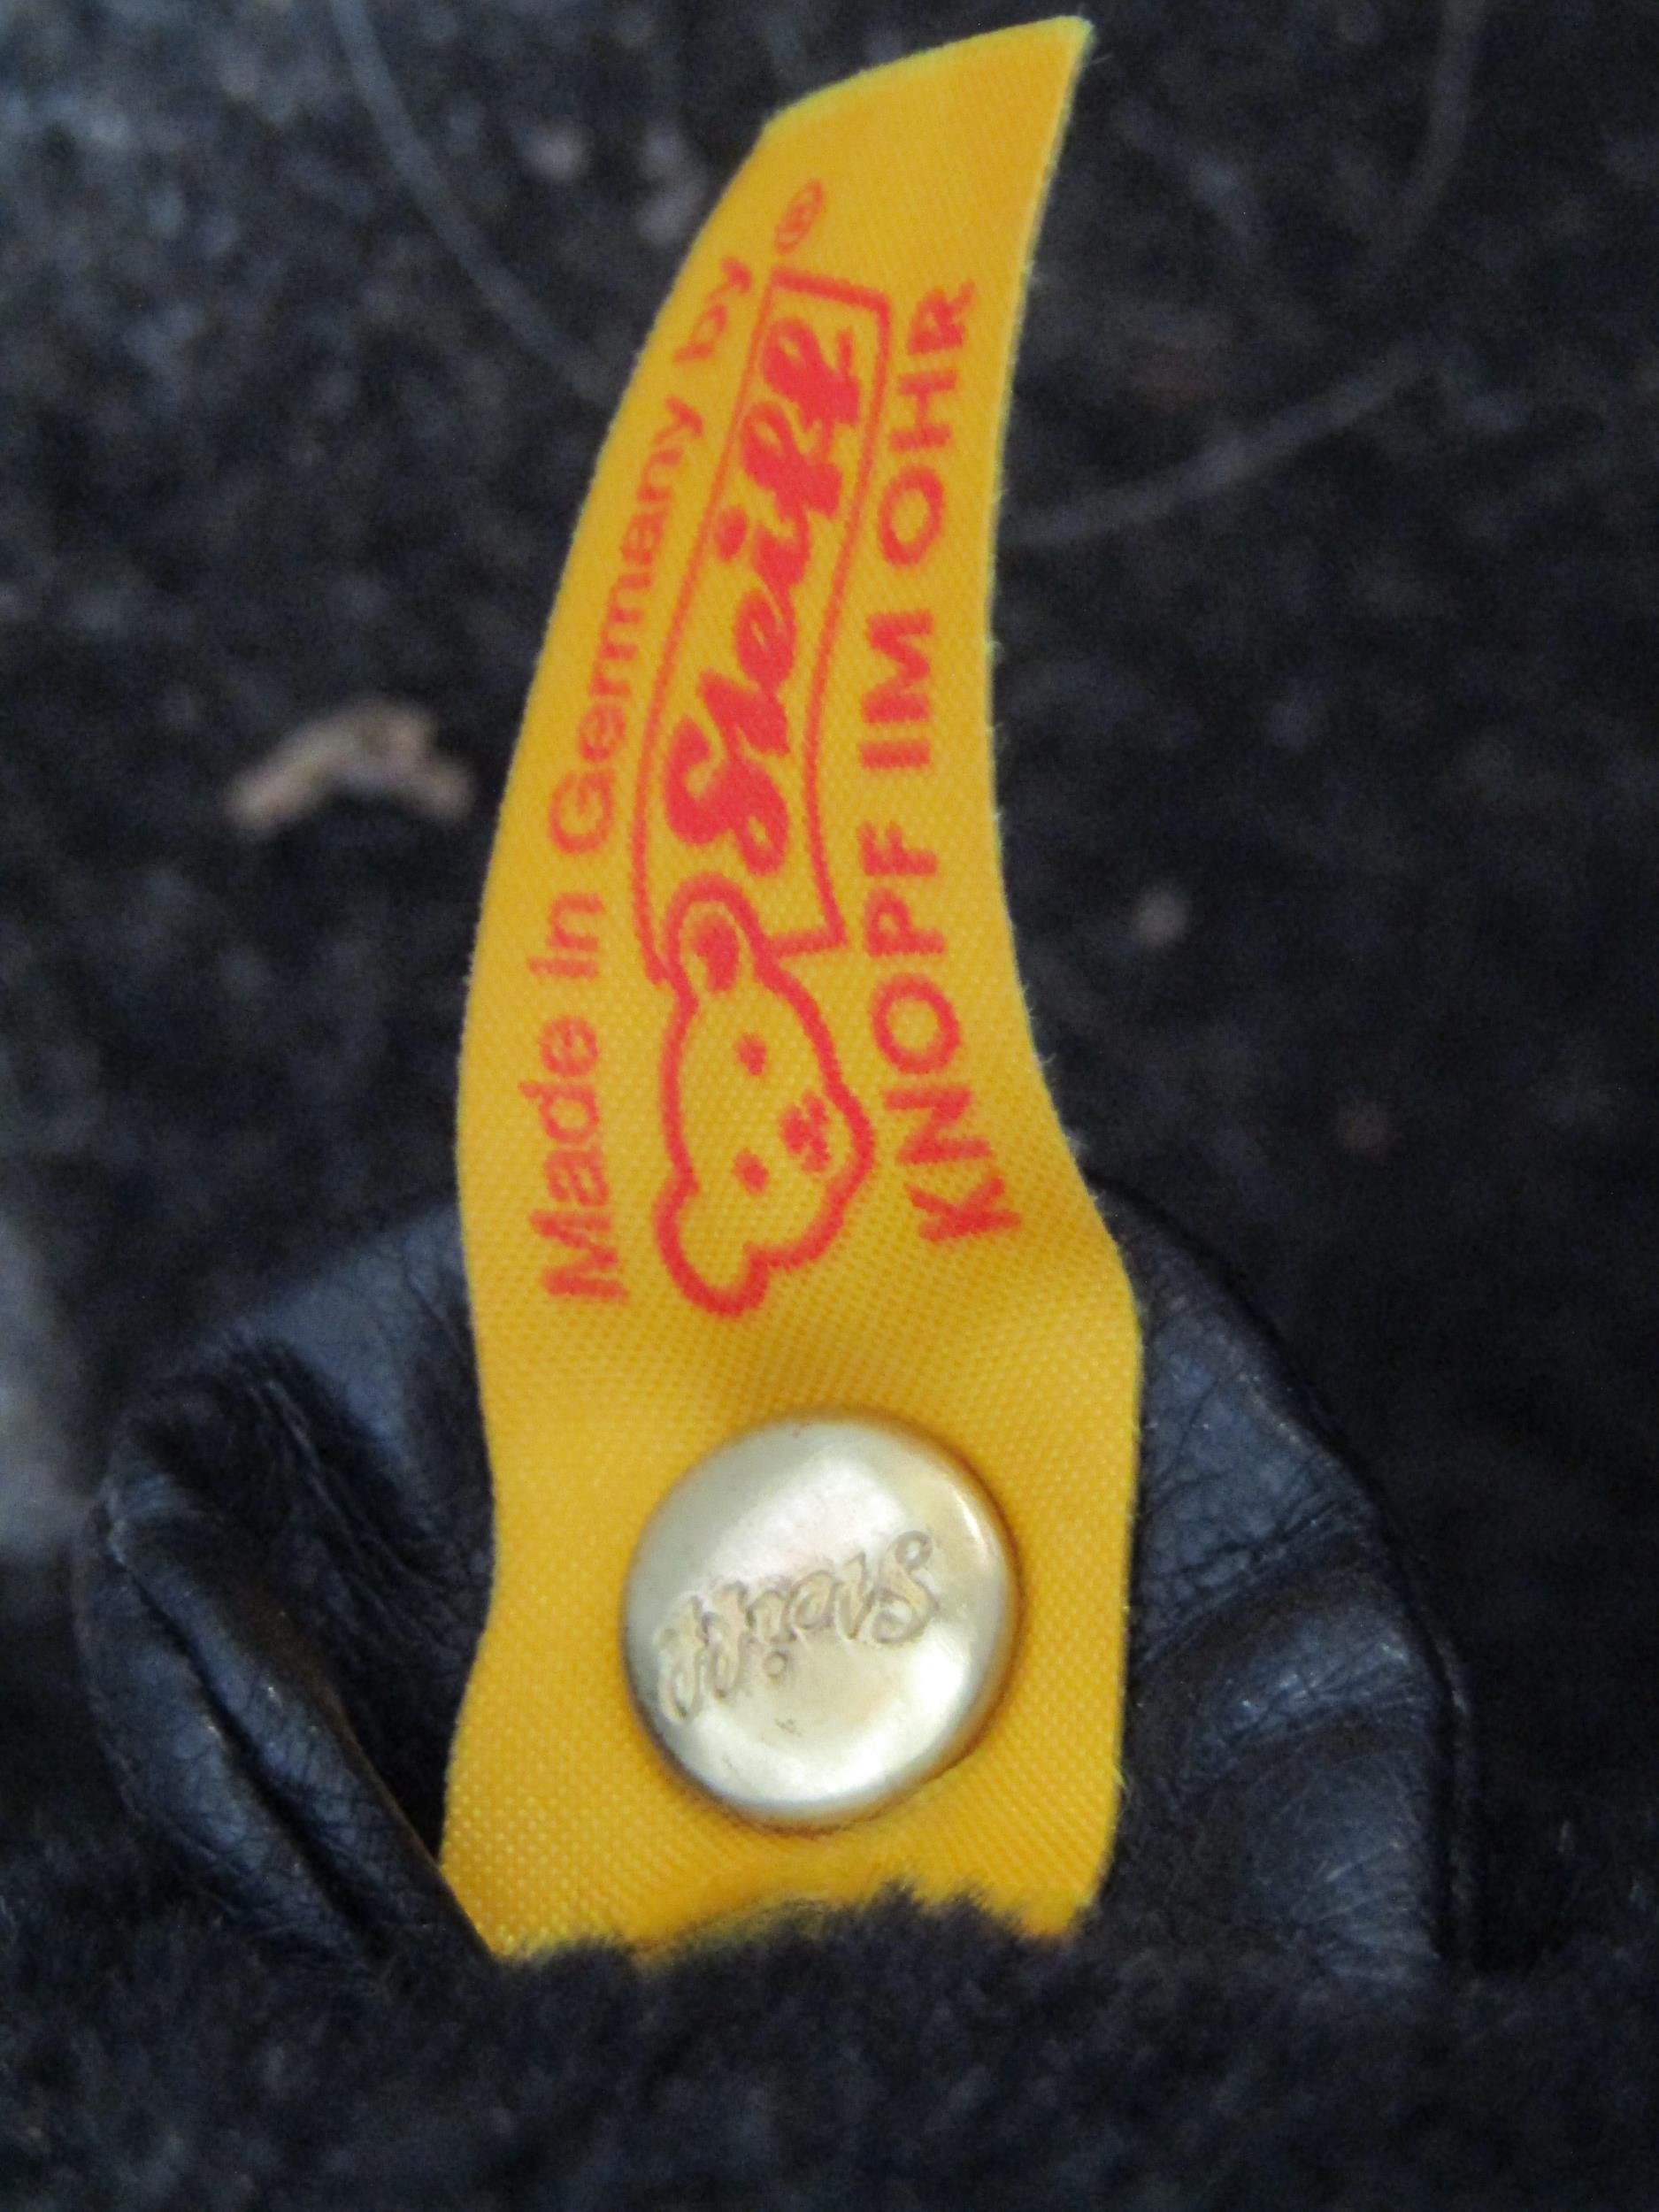 Made in Germany by
Steiff®
KNOPF IM OHR
Steiff